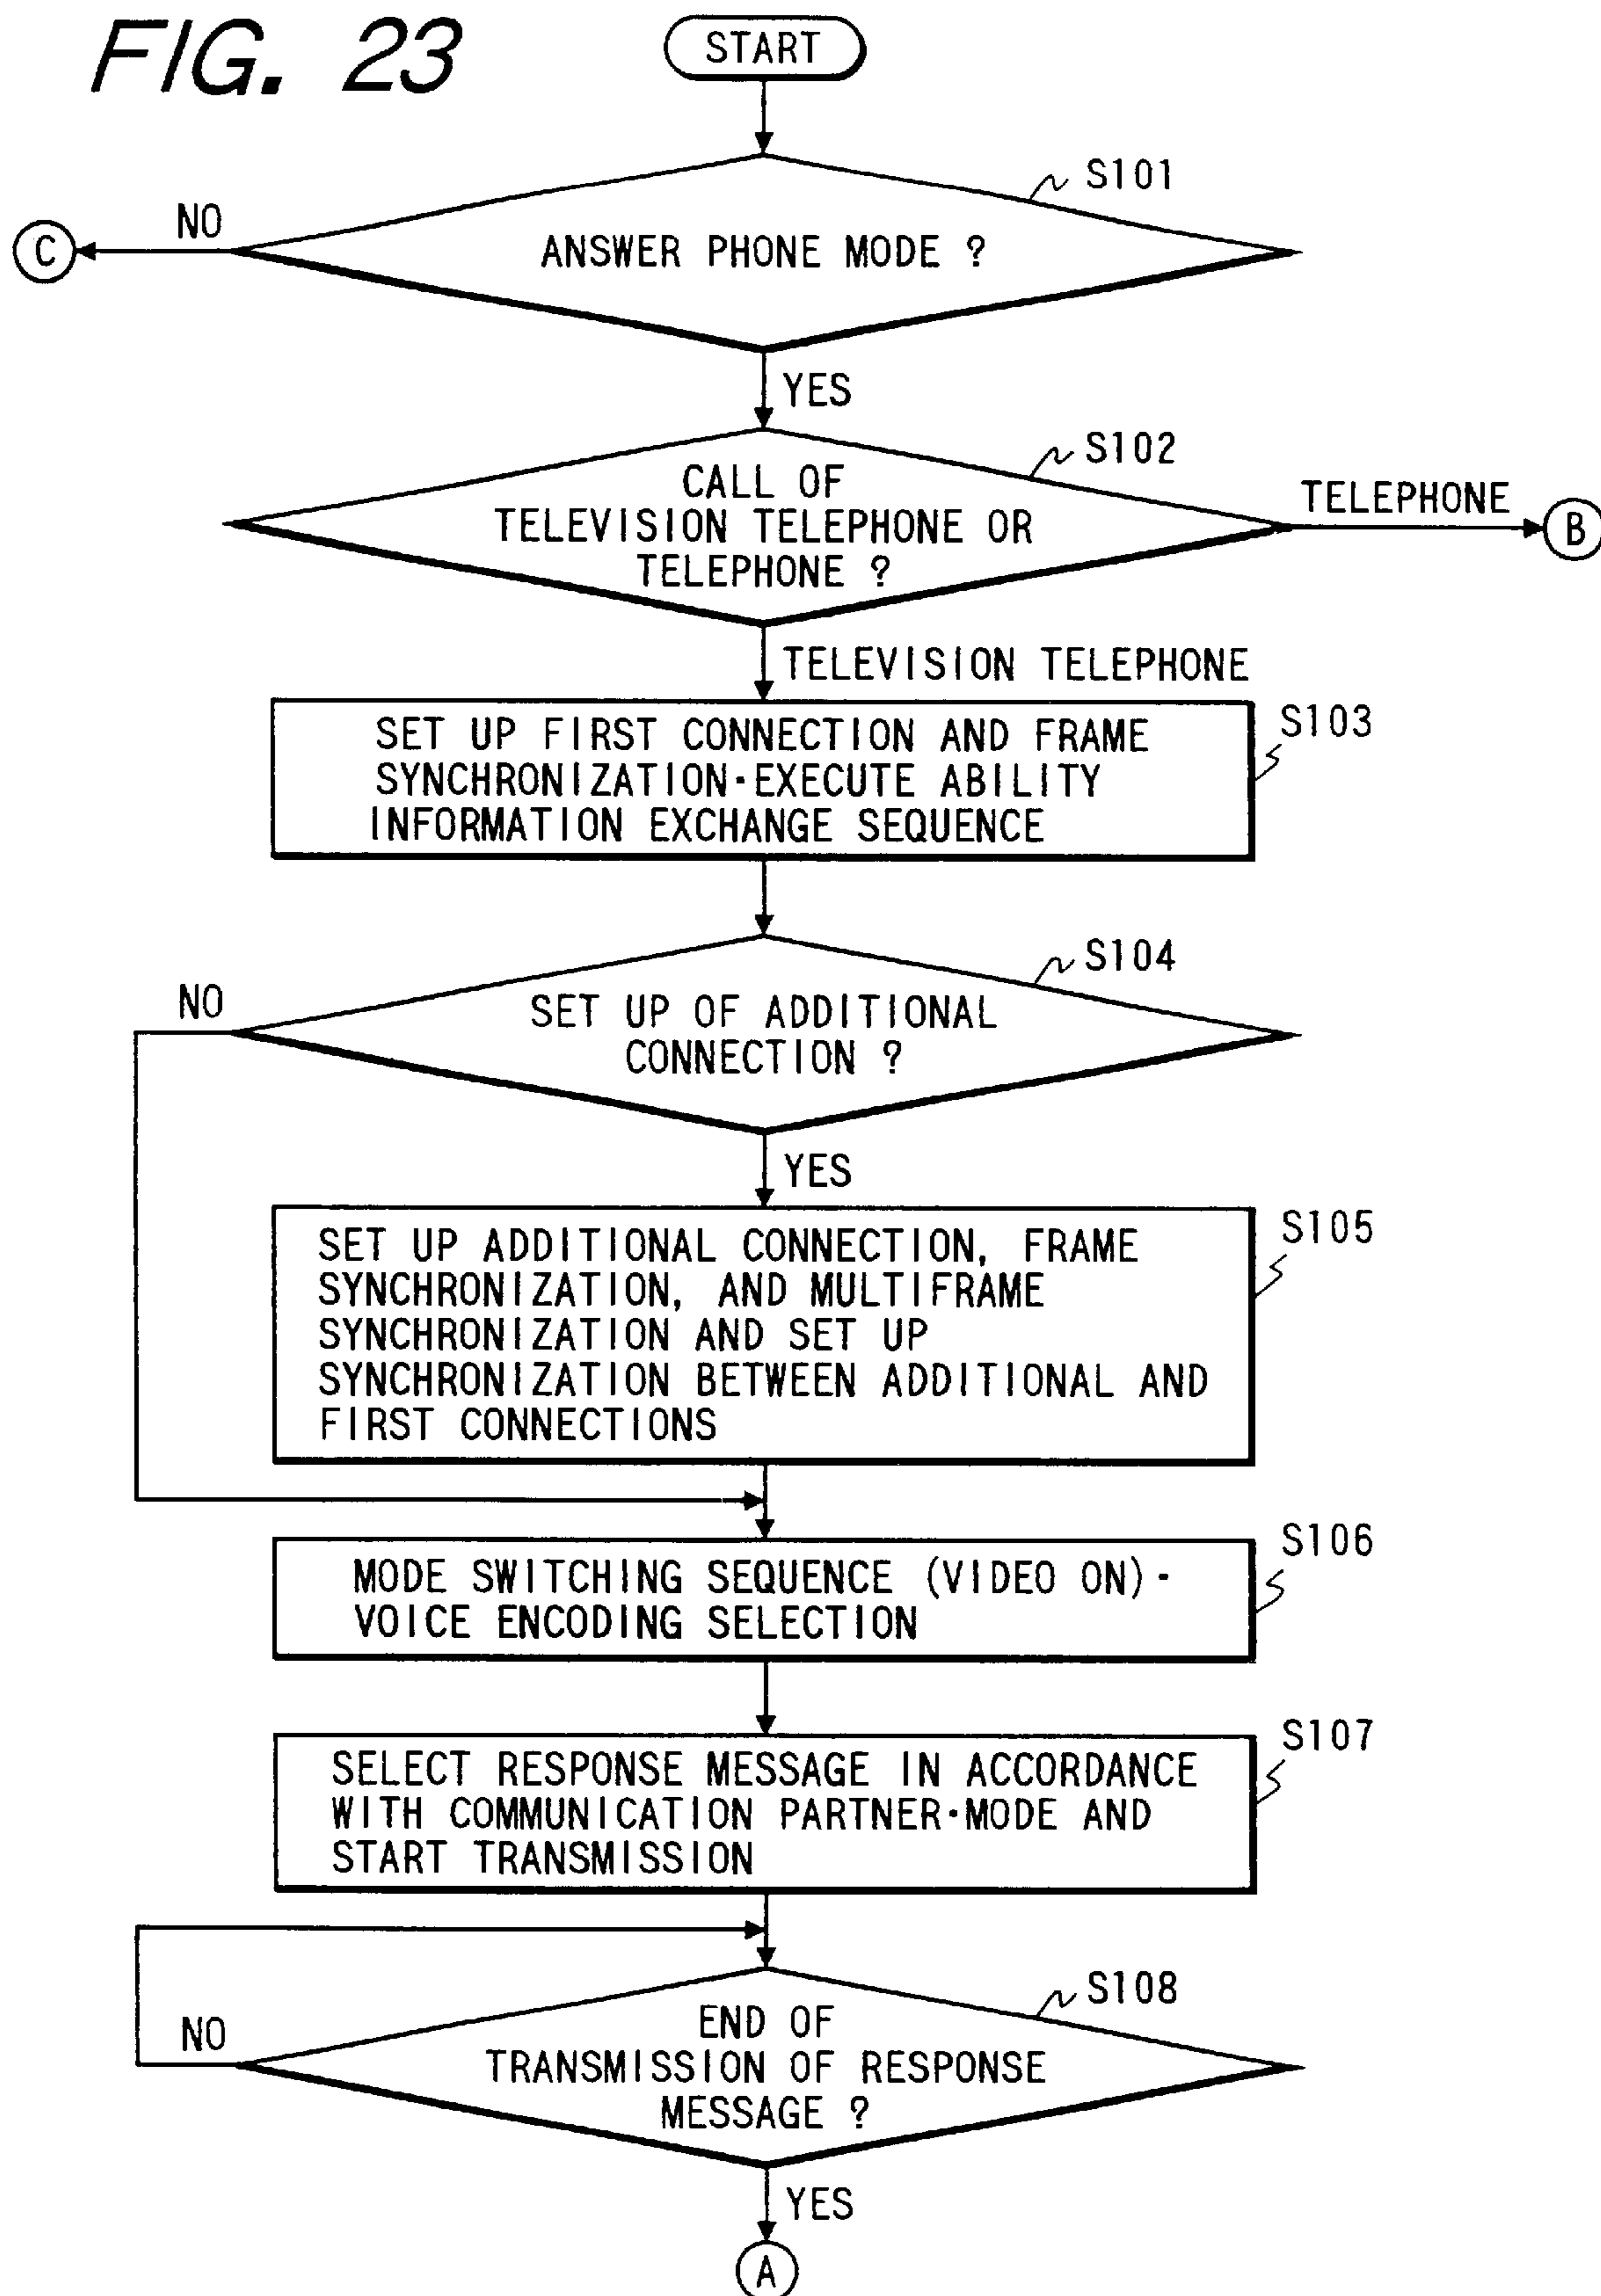 FIG. 23
START
S101
NO
C
ANSWER PHONE MODE ?
YES
S102
CALL OF
TELEVISION TELEPHONE OR
TELEPHONE ?
TELEPHONE
B
TELEVISION TELEPHONE
S103
SET UP FIRST CONNECTION AND FRAME
SYNCHRONIZATION·EXECUTE ABILITY
INFORMATION EXCHANGE SEQUENCE
S104
NO
SET UP OF ADDITIONAL
CONNECTION ?
YES
S105
SET UP ADDITIONAL CONNECTION, FRAME
SYNCHRONIZATION, AND MULTIFRAME
SYNCHRONIZATION AND SET UP
SYNCHRONIZATION BETWEEN ADDITIONAL AND
FIRST CONNECTIONS
S106
MODE SWITCHING SEQUENCE (VIDEO ON)·
VOICE ENCODING SELECTION
S107
SELECT RESPONSE MESSAGE IN ACCORDANCE
WITH COMMUNICATION PARTNER·MODE AND
START TRANSMISSION
S108
NO
END OF
TRANSMISSION OF RESPONSE
MESSAGE ?
YES
A